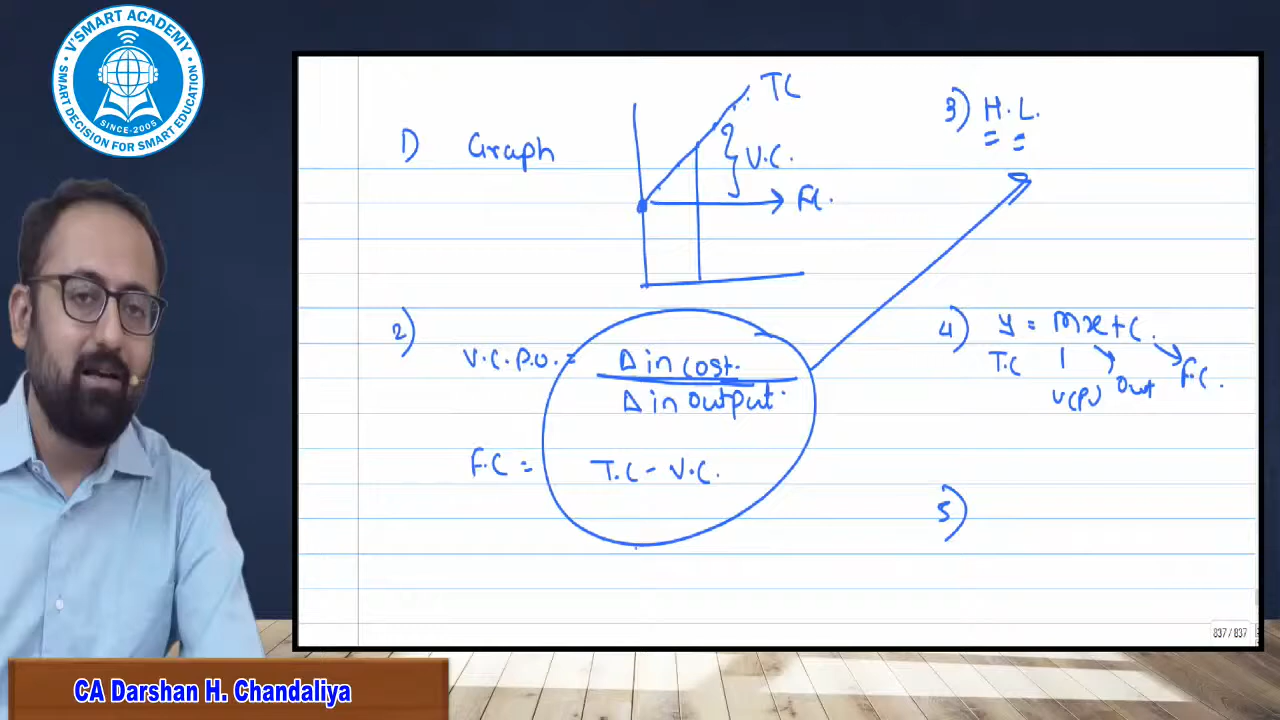 V'SMART ACADEMY
SINCE-2005
SMART DECISION FOR SMART EDUCATION
1) Graph
TC
V.C.
F.C.
2)
V.C.P.U. = Δ in cost.
Δ in output.
F.C = T.C - V.C.
3) H.L.
4) y = mx+c.
T.C
VCPU
Out
F.C.
5)
837 / 837
CA Darshan H. Chandaliya